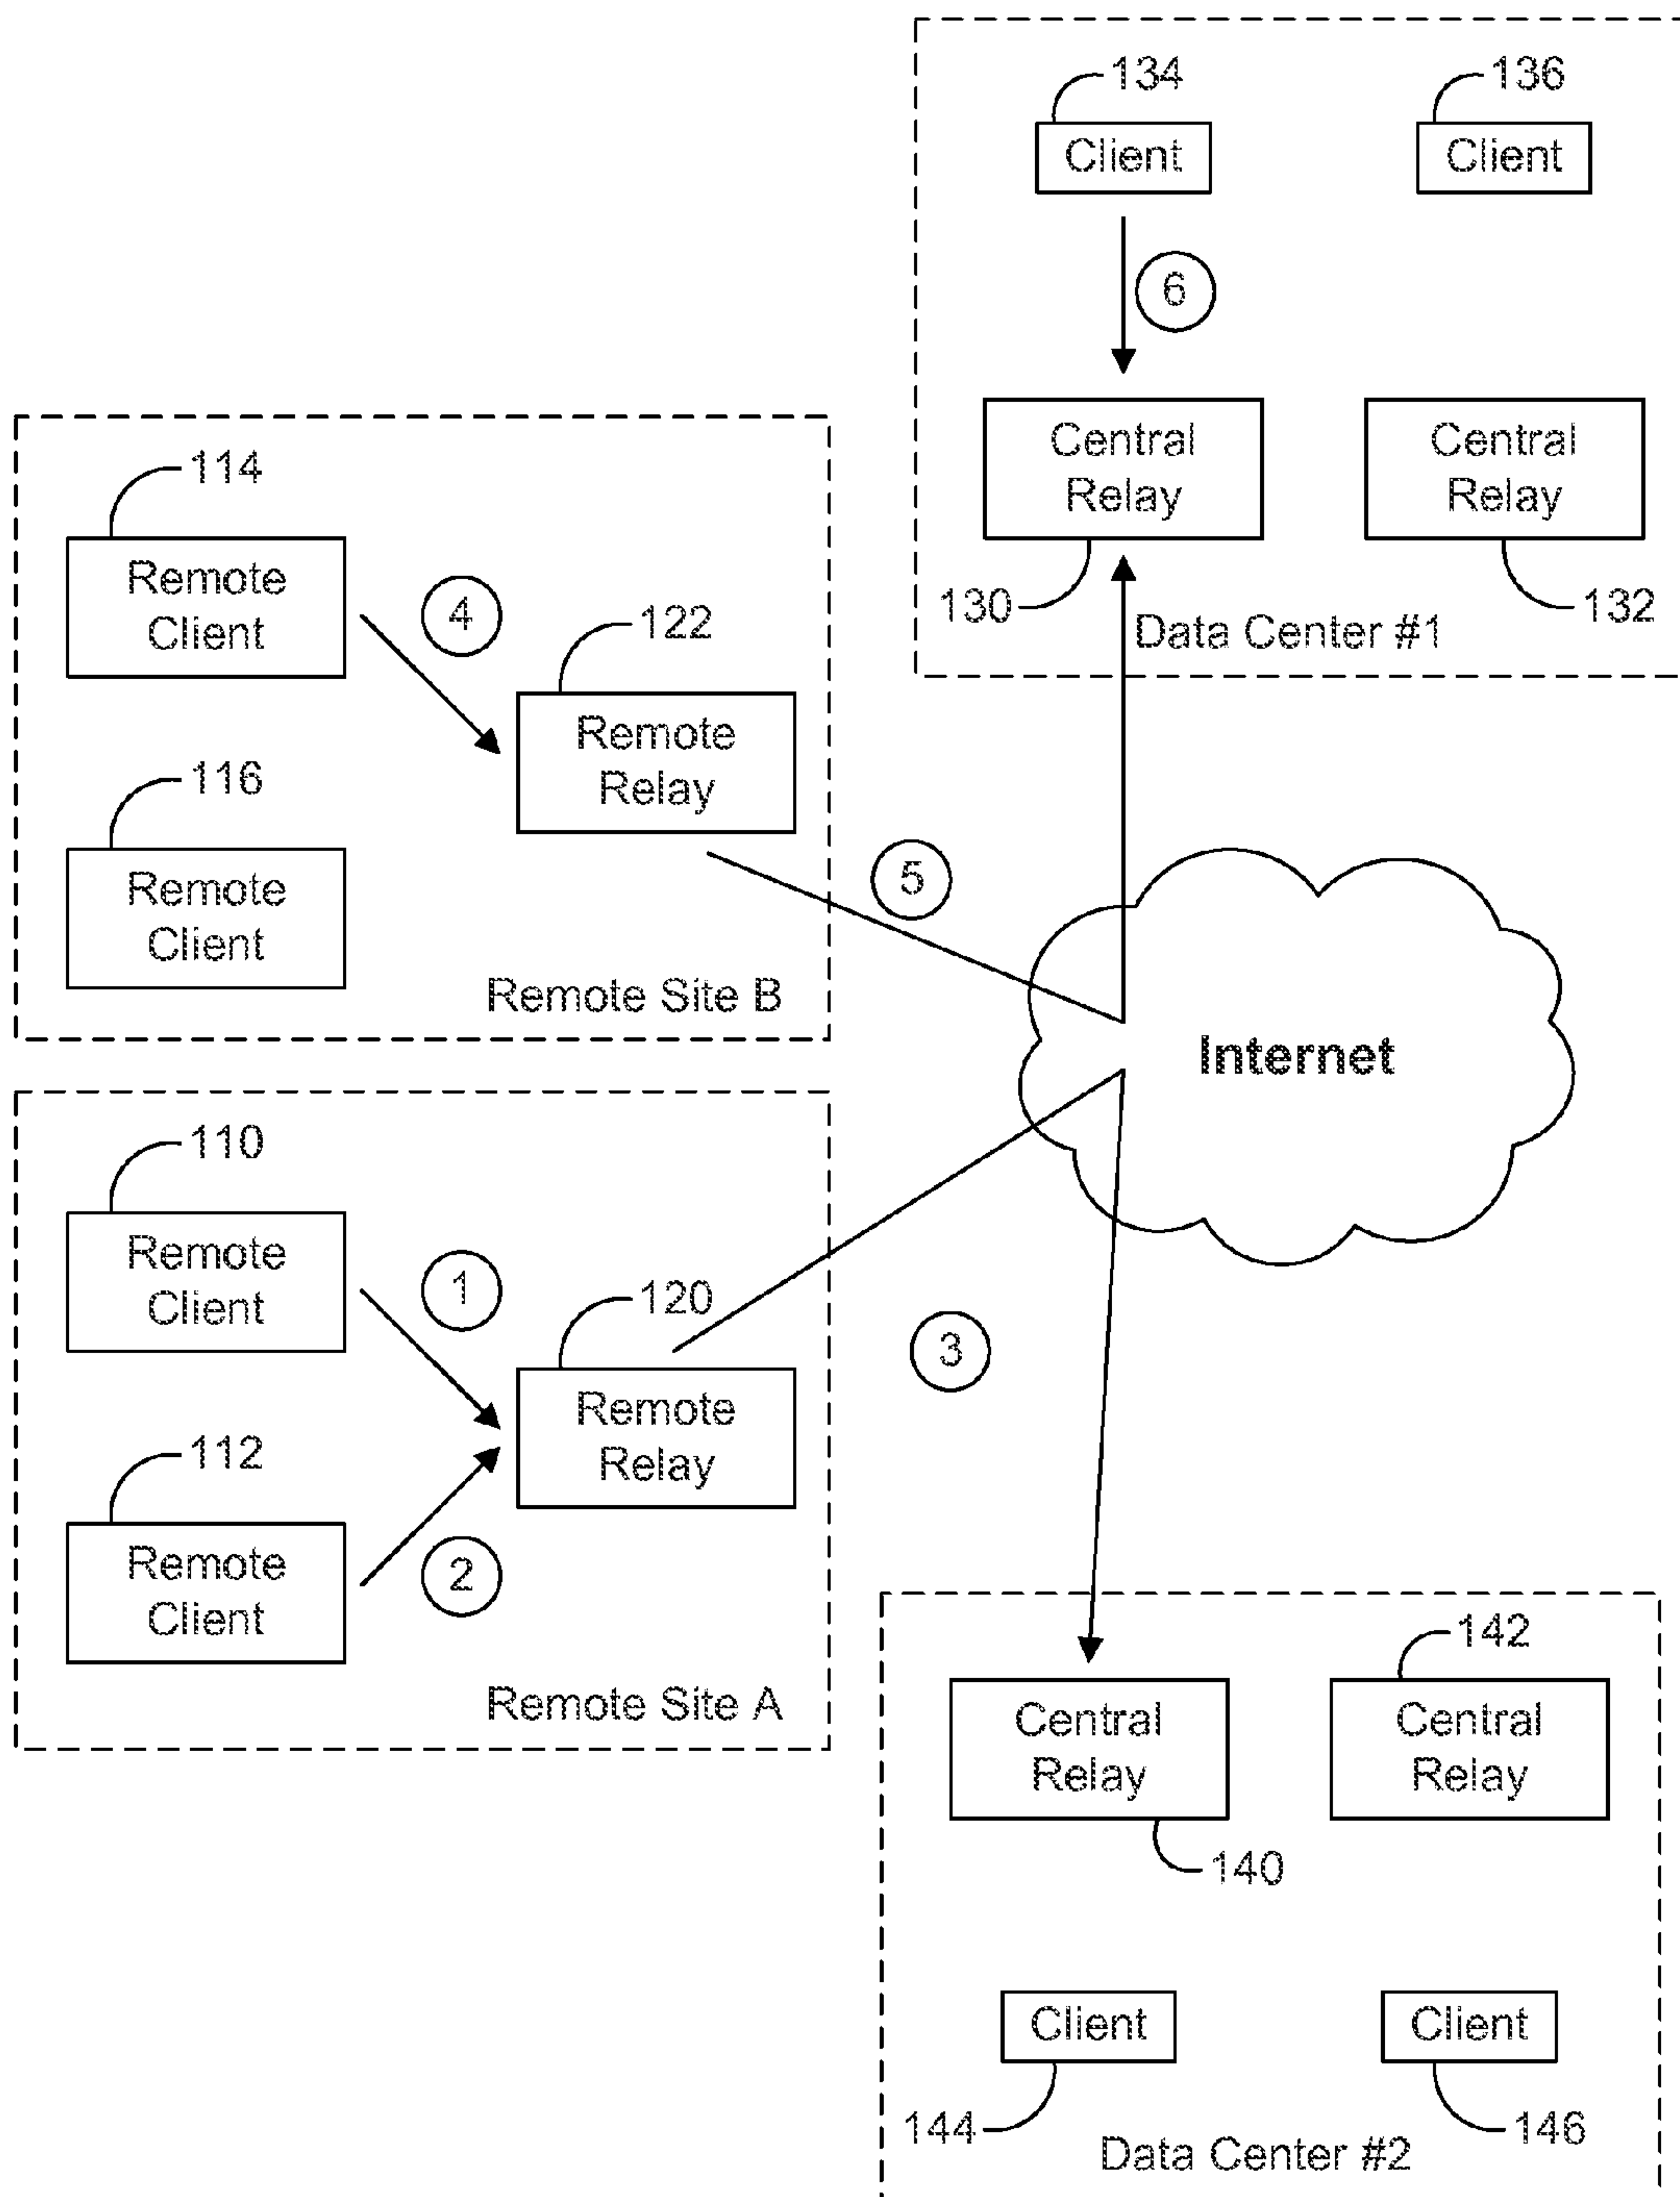 134
136
Client
Client
6
Central
Relay
Central
Relay
130
132
Data Center #1
114
Remote
Client
4
122
Remote
Relay
116
Remote
Client
5
Remote Site B
Internet
110
Remote
Client
1
120
Remote
Relay
3
112
Remote
Client
2
Remote Site A
142
Central
Relay
Central
Relay
140
Client
Client
144
146
Data Center #2